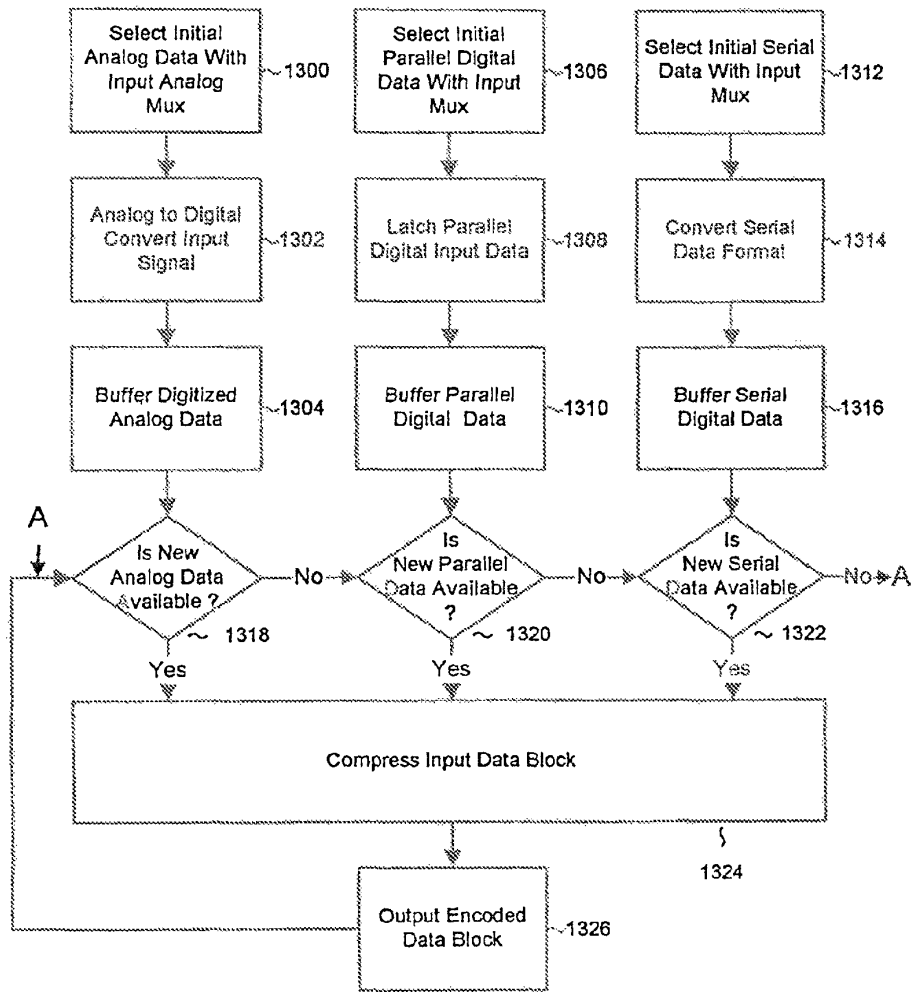 Select Initial
Analog Data With
Input Analog
Mux
1300
Select Initial
Parallel Digital
Data With Input
Mux
1306
Select Initial Serial
Data With Input
Mux
1312
Analog to Digital
Convert Input
Signal
1302
Latch Parallel
Digital Input Data
1308
Convert Serial
Data Format
1314
Buffer Digitized
Analog Data
1304
Buffer Parallel
Digital Data
1310
Buffer Serial
Digital Data
1316
A
Is New
Analog Data
Available ?
1318
No
Is
New Parallel
Data Available
?
1320
No
Is
New Serial
Data Available
?
1322
No
A
Yes
Yes
Yes
Compress Input Data Block
1324
Output Encoded
Data Block
1326